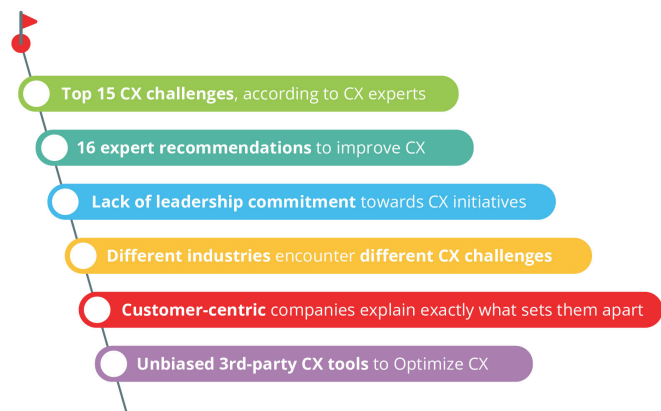 Top 15 CX challenges, according to CX experts
16 expert recommendations to improve CX
Lack of leadership commitment towards CX initiatives
Different industries encounter different CX challenges
Customer-centric companies explain exactly what sets them apart
Unbiased 3rd-party CX tools to Optimize CX